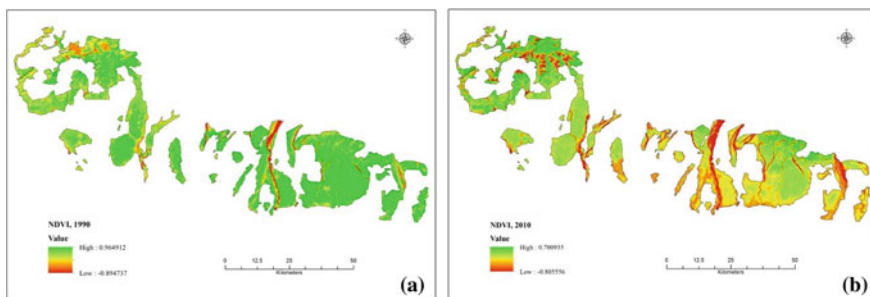 NDVI, 1990
Value
High : 0.964912
Low : -0.894737
0 12.5 25 50
Kilometers
(a)
NDVI, 2010
Value
High : 0.700935
Low : -0.805556
0 12.5 25 50
Kilometers
(b)